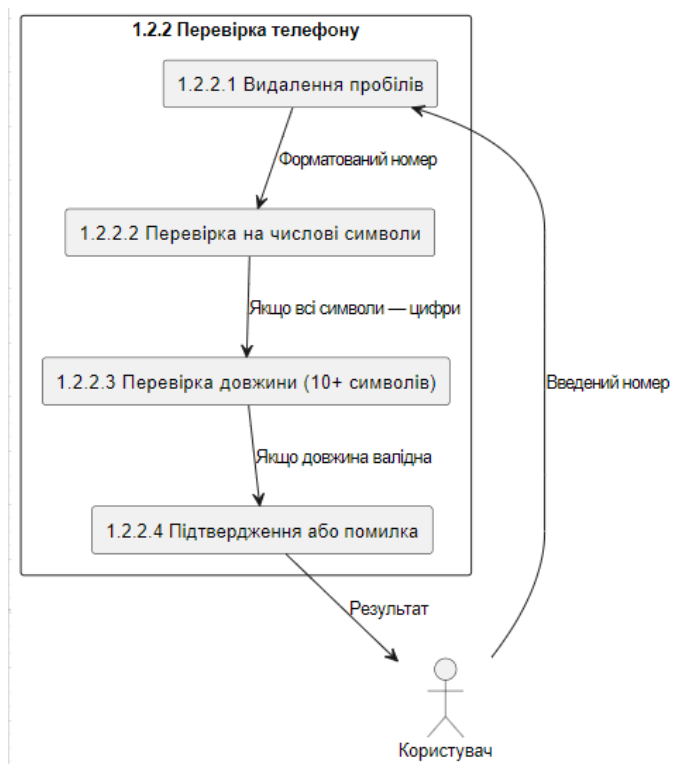 1.2.2 Перевірка телефону
1.2.2.1 Видалення пробілів
Форматований номер
1.2.2.2 Перевірка на числові символи
Якщо всі символи — цифри
1.2.2.3 Перевірка довжини (10+ символів)
Введений номер
Якщо довжина валідна
1.2.2.4 Підтвердження або помилка
Результат
Користувач